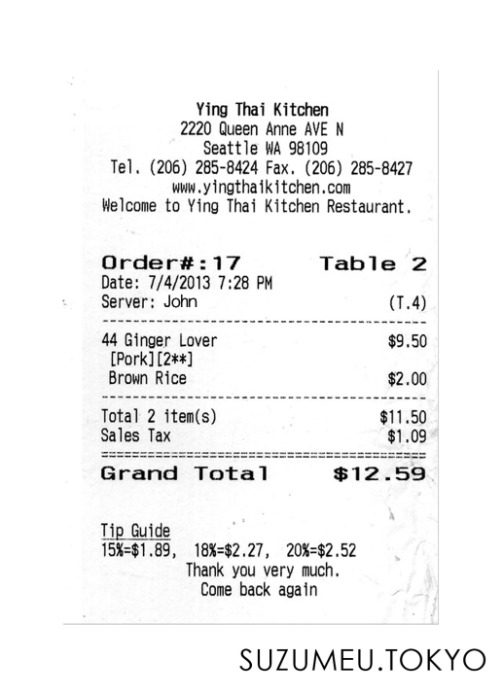 Ying Thai Kitchen
2220 Queen Anne AVE N
Seattle WA 98109
Tel. (206) 285-8424 Fax. (206) 285-8427
www.yingthaikitchen.com
Welcome to Ying Thai Kitchen Restaurant.
Order#:17 Table 2
Date: 7/4/2013 7:28 PM
Server: John (T.4)
44 Ginger Lover $9.50
[Pork][2**]
Brown Rice $2.00
Total 2 item(s) $11.50
Sales Tax $1.09
Grand Total $12.59
Tip Guide
15%=$1.89, 18%=$2.27, 20%=$2.52
Thank you very much.
Come back again
SUZUMEU.TOKYO